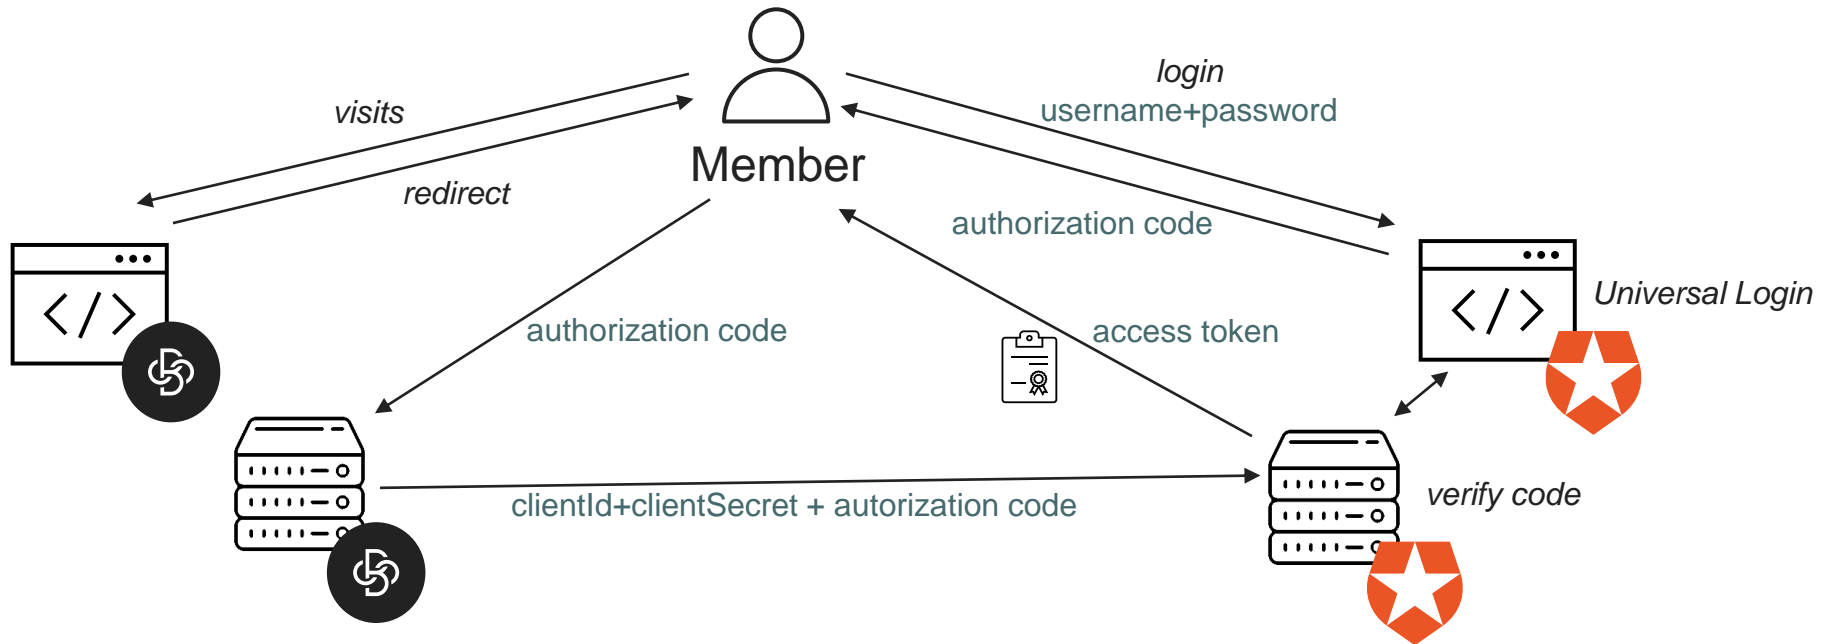 login
username+password
visits
Member
redirect
authorization code
Universal Login
authorization code
access token
clientId+clientSecret + autorization code
verify code